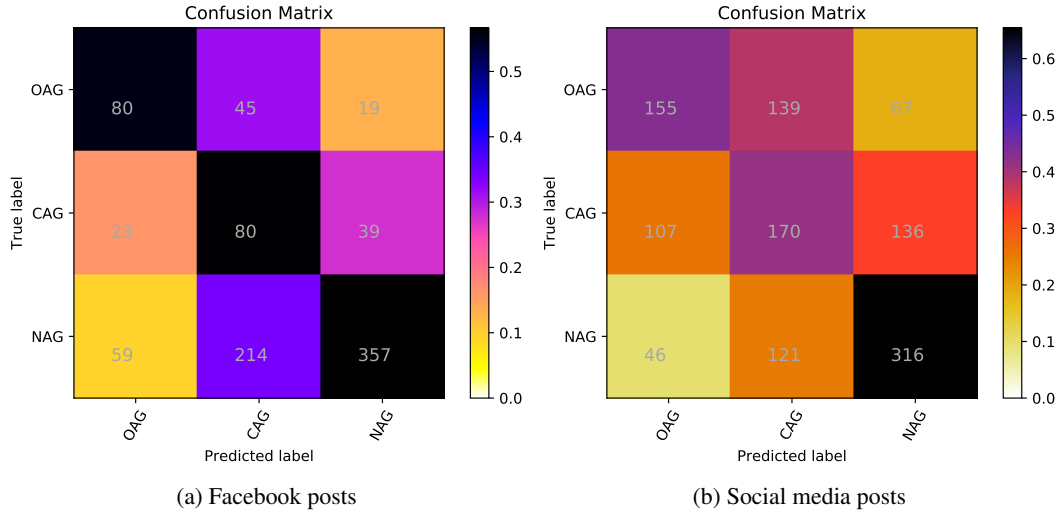 Confusion Matrix
OAG
CAG
NAG
True label
80 45 19
23 80 39
59 214 357
OAG CAG NAG
Predicted label
0.5
0.4
0.3
0.2
0.1
0.0
(a) Facebook posts
Confusion Matrix
OAG
CAG
NAG
True label
155 139 67
107 170 136
46 121 316
OAG CAG NAG
Predicted label
0.6
0.5
0.4
0.3
0.2
0.1
0.0
(b) Social media posts